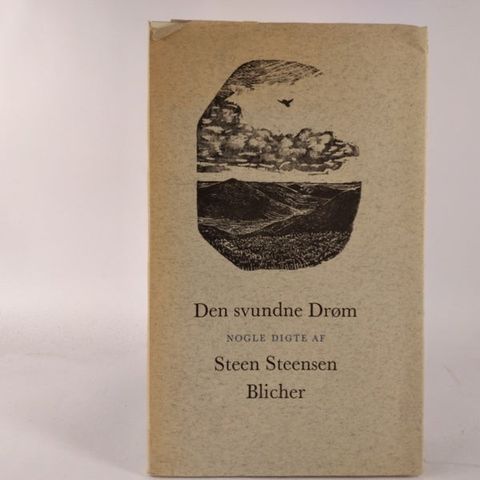 Den svundne Drøm
NOGLE DIGTE AF
Steen Steensen
Blicher